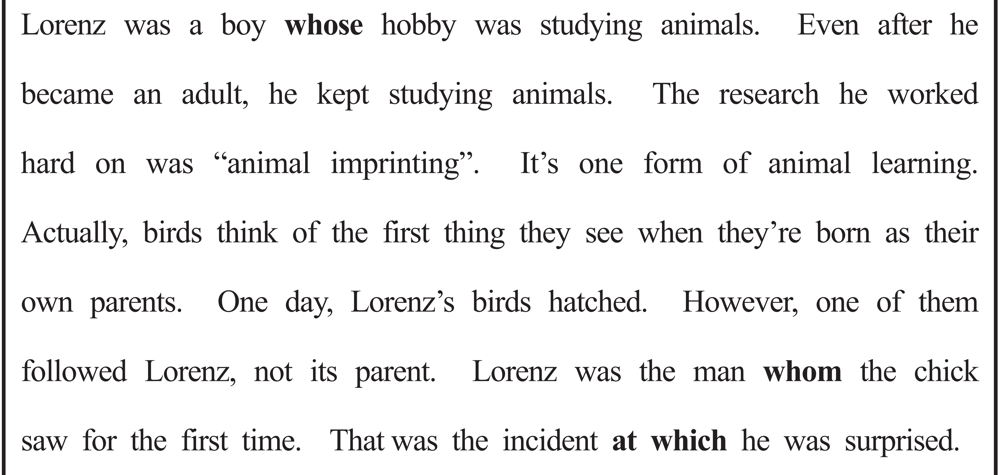 Lorenz was a boy whose hobby was studying animals. Even after he
became an adult, he kept studying animals. The research he worked
hard on was “animal imprinting”. It’s one form of animal learning.
Actually, birds think of the first thing they see when they’re born as their
own parents. One day, Lorenz’s birds hatched. However, one of them
followed Lorenz, not its parent. Lorenz was the man whom the chick
saw for the first time. That was the incident at which he was surprised.